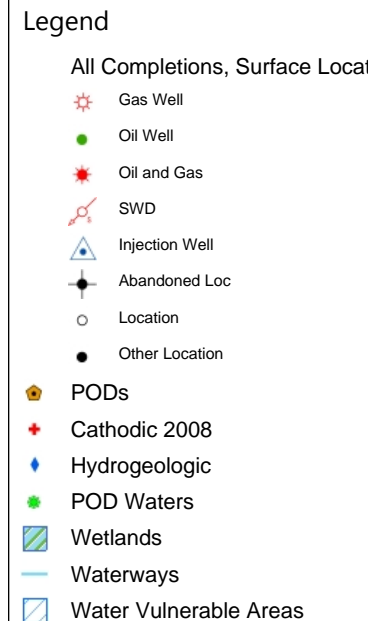 Legend
All Completions, Surface Locat
Gas Well
Oil Well
Oil and Gas
SWD
Injection Well
Abandoned Loc
Location
Other Location
PODs
Cathodic 2008
Hydrogeologic
POD Waters
Wetlands
Waterways
Water Vulnerable Areas